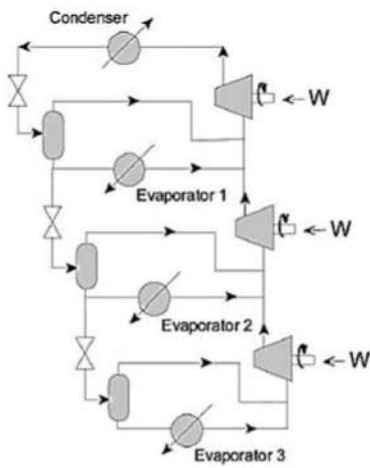 Condenser
W
Evaporator 1
W
Evaporator 2
W
Evaporator 3